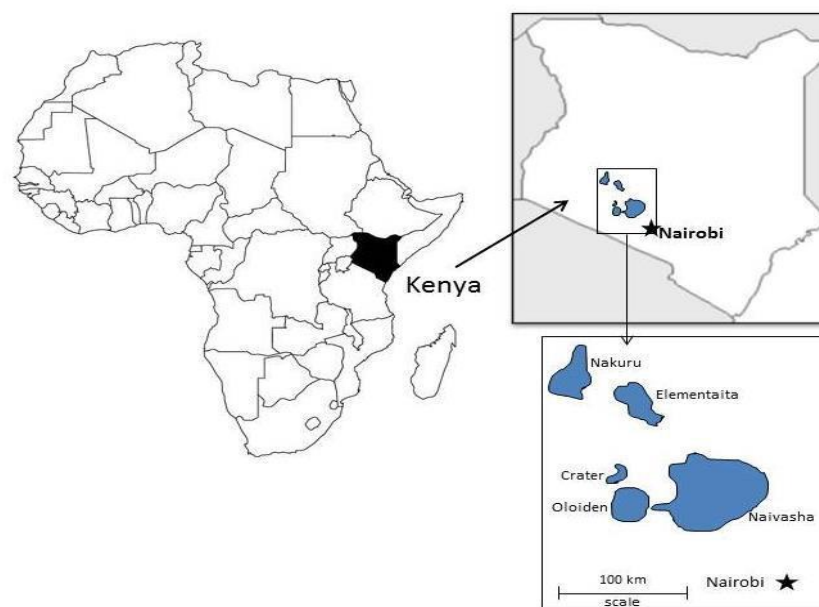 Kenya
Nairobi
Nakuru
Elementaita
Crater
Oloiden
Naivasha
100 km
scale
Nairobi